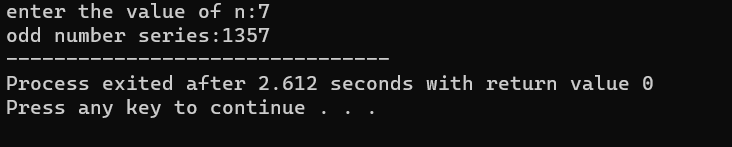 enter the value of n:7
odd number series:1357
--------------------------------
Process exited after 2.612 seconds with return value 0
Press any key to continue . . .